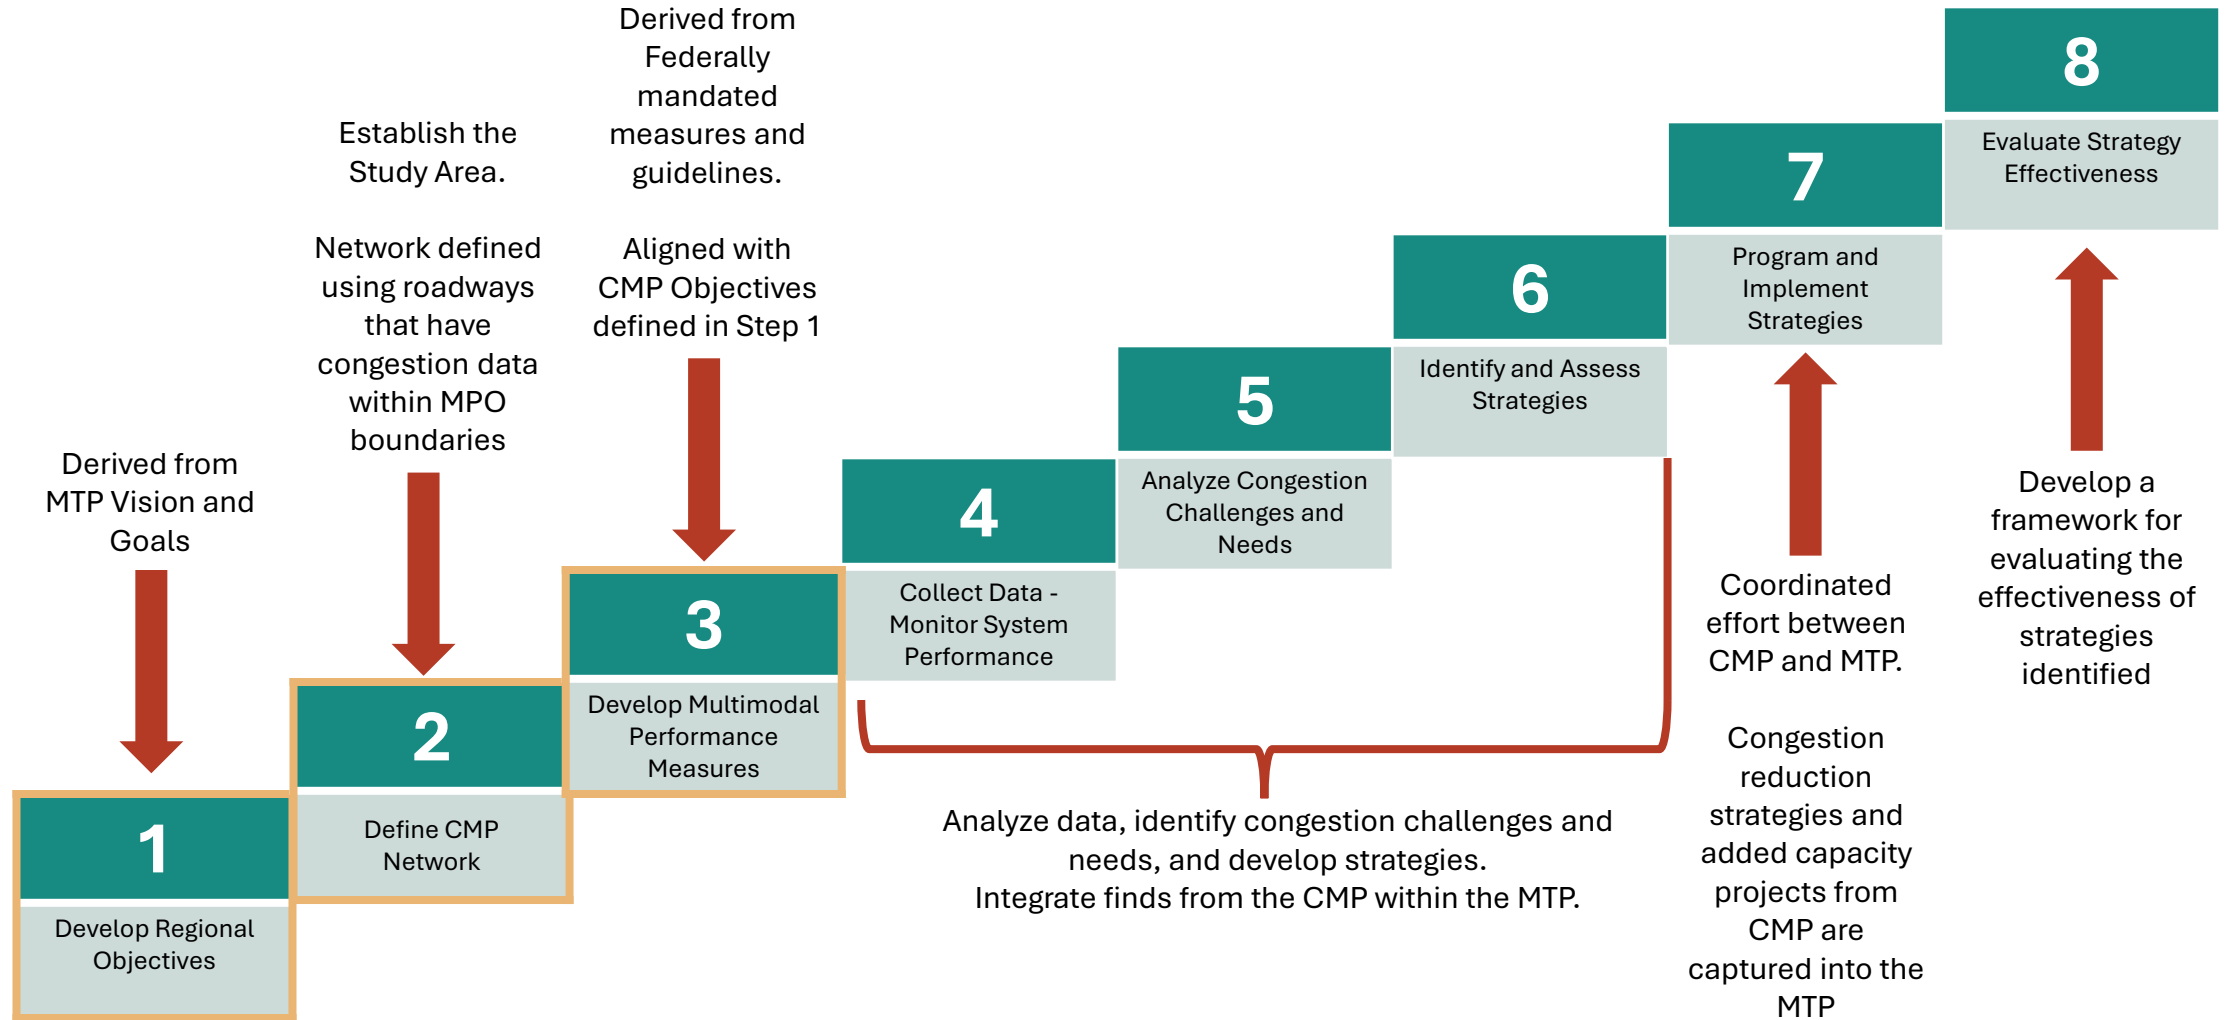 Derived from
MTP Vision and
Goals
1
Develop Regional
Objectives
Establish the
Study Area.
Network defined
using roadways
that have
congestion data
within MPO
boundaries
2
Define CMP
Network
Derived from
Federally
mandated
measures and
guidelines.
Aligned with
CMP Objectives
defined in Step 1
3
Develop Multimodal
Performance
Measures
4
Collect Data -
Monitor System
Performance
5
Analyze Congestion
Challenges and
Needs
6
Identify and Assess
Strategies
Analyze data, identify congestion challenges and
needs, and develop strategies.
Integrate finds from the CMP within the MTP.
7
Program and
Implement
Strategies
Coordinated
effort between
CMP and MTP.
Congestion
reduction
strategies and
added capacity
projects from
CMP are
captured into the
MTP
8
Evaluate Strategy
Effectiveness
Develop a
framework for
evaluating the
effectiveness of
strategies
identified